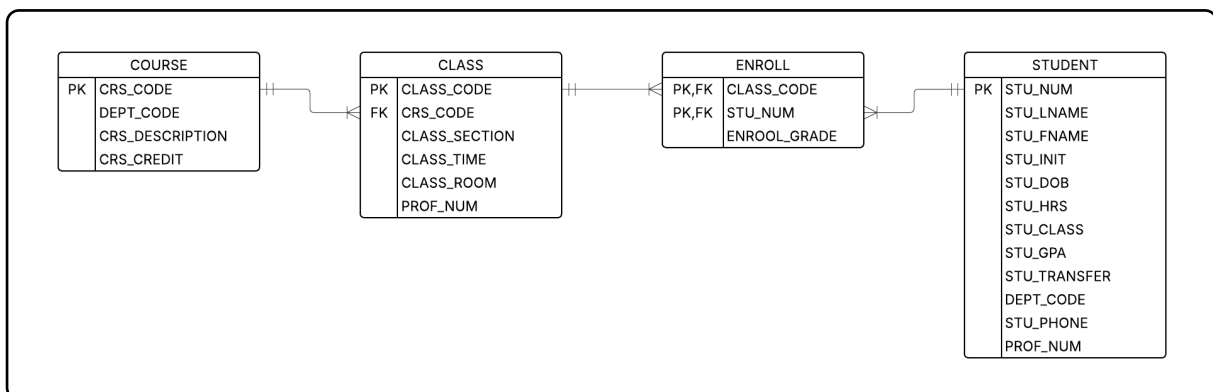 COURSE
PK CRS_CODE
DEPT_CODE
CRS_DESCRIPTION
CRS_CREDIT
CLASS
PK CLASS_CODE
FK CRS_CODE
CLASS_SECTION
CLASS_TIME
CLASS_ROOM
PROF_NUM
ENROLL
PK,FK CLASS_CODE
PK,FK STU_NUM
ENROOL_GRADE
STUDENT
PK STU_NUM
STU_LNAME
STU_FNAME
STU_INIT
STU_DOB
STU_HRS
STU_CLASS
STU_GPA
STU_TRANSFER
DEPT_CODE
STU_PHONE
PROF_NUM